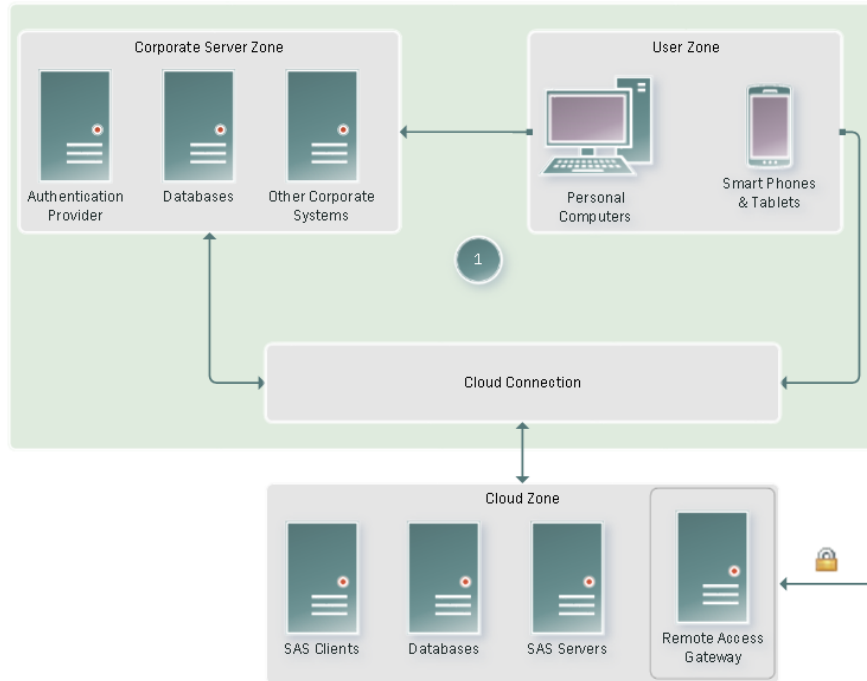 Corporate Server Zone
User Zone
Authentication
Provider
Databases
Other Corporate
Systems
Personal
Computers
Smart Phones
& Tablets
1
Cloud Connection
Cloud Zone
SAS Clients
Databases
SAS Servers
Remote Access
Gateway